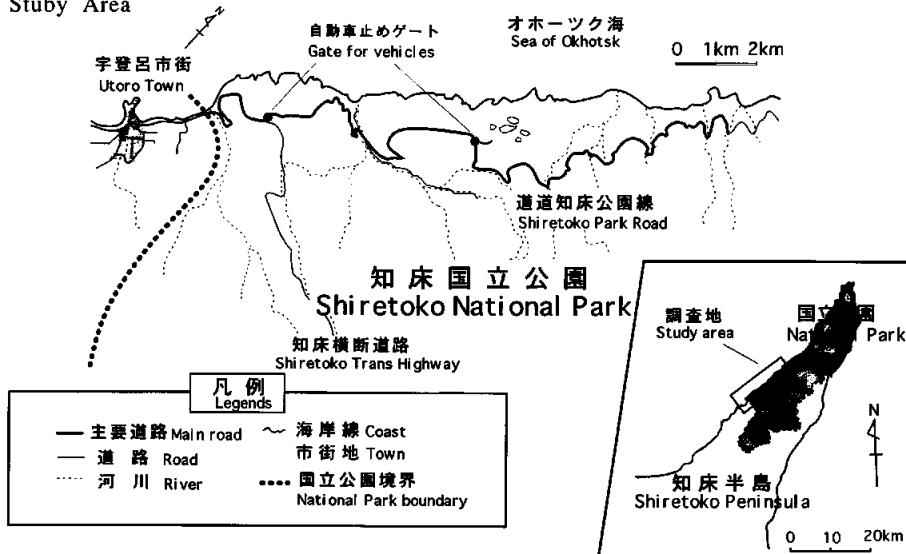 Stuby Area
自動車止めゲート
Gate for vehicles
オホーツク海
Sea of Okhotsk
0 1km 2km
宇登呂市街
Utoro Town
道道知床公園線
Shiretoko Park Road
知床国立公園
Shiretoko National Park
知床横断道路
Shiretoko Trans Highway
凡例
Legends
主要道路 Main road
海岸線 Coast
道路 Road
市街地 Town
河川 River
国立公園境界
National Park boundary
調査地
Study area
国立公園
National Park
N
知床半島
Shiretoko Peninsula
0 10 20km